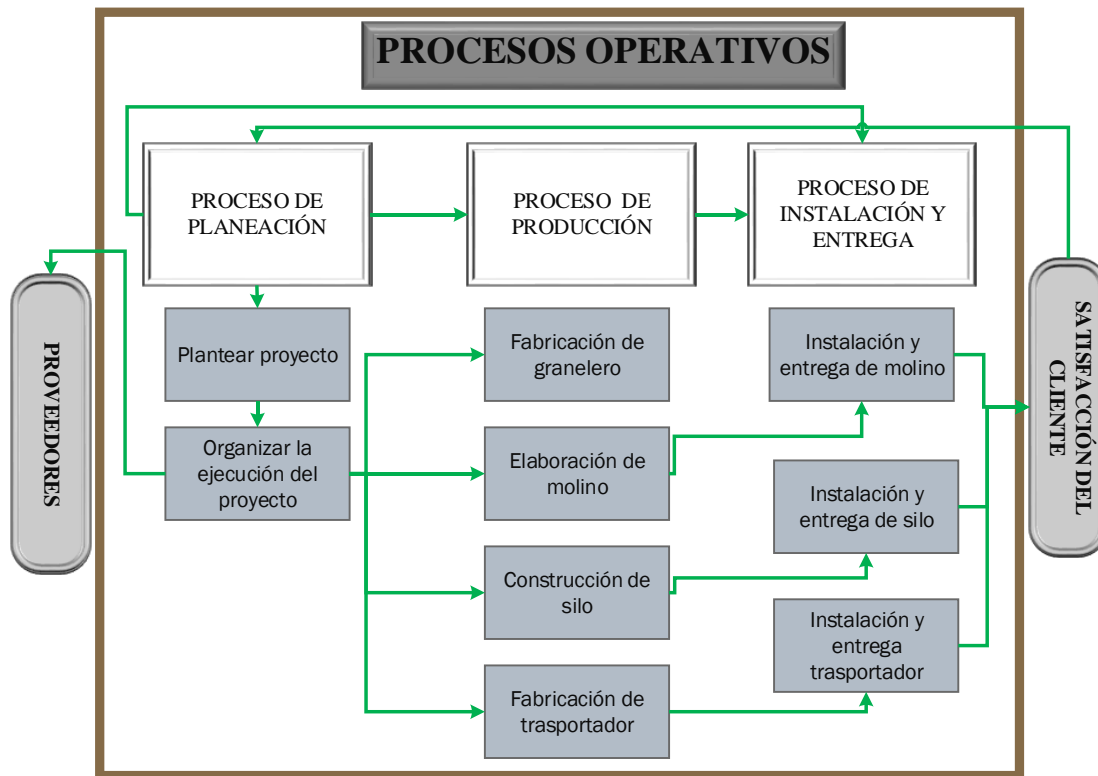 PROCESOS OPERATIVOS
PROCESO DE
PLANEACIÓN
PROCESO DE
PRODUCCIÓN
PROCESO DE
INSTALACIÓN Y
ENTREGA
PROVEEDORES
Plantear proyecto
Organizar la
ejecución del
proyecto
Fabricación de
granelero
Elaboración de
molino
Construcción de
silo
Fabricación de
trasportador
Instalación y
entrega de molino
Instalación y
entrega de silo
Instalación y
entrega
trasportador
SATISFACCIÓN DEL
CLIENTE